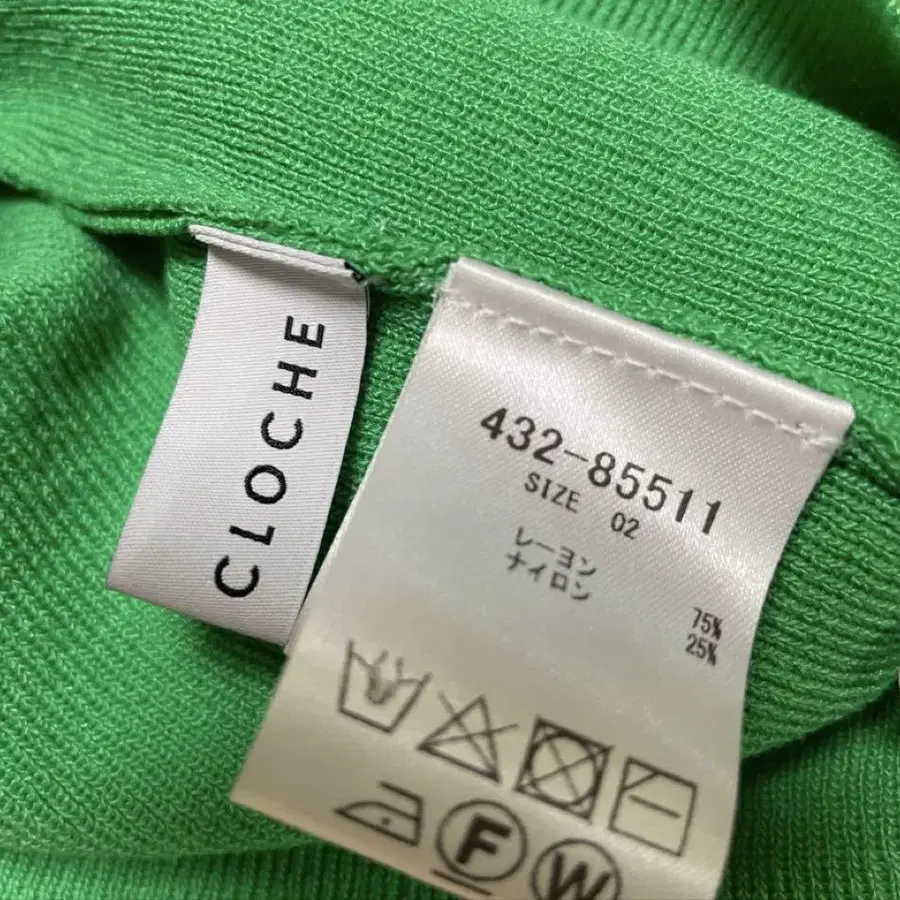 CLOCHE
432-85511
SIZE 02
レーヨン 75%
ナイロン 25%
F
W